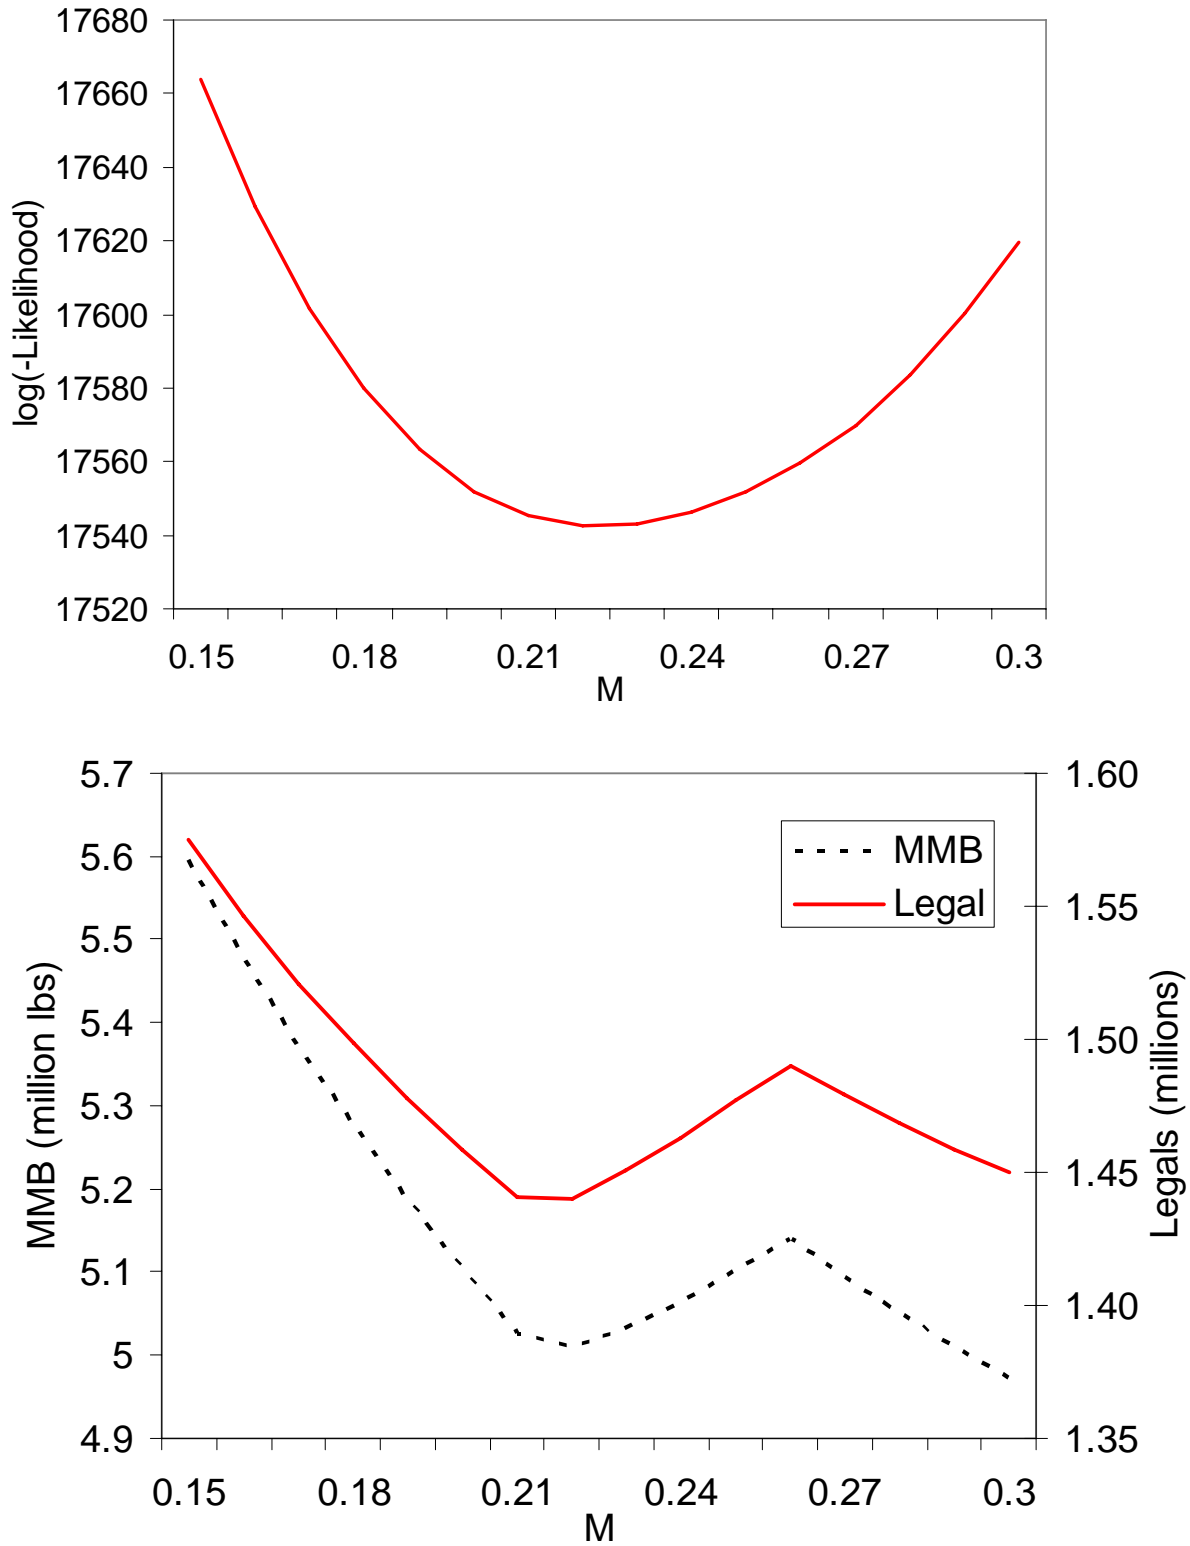 17680
17660
17640
17620
17600
17580
17560
17540
17520
log(-Likelihood)
0.15 0.18 0.21 0.24 0.27 0.3
M
5.7
5.6
5.5
5.4
5.3
5.2
5.1
5
4.9
MMB (million lbs)
MMB
Legal
1.60
1.55
1.50
1.45
1.40
1.35
Legals (millions)
0.15 0.18 0.21 0.24 0.27 0.3
M